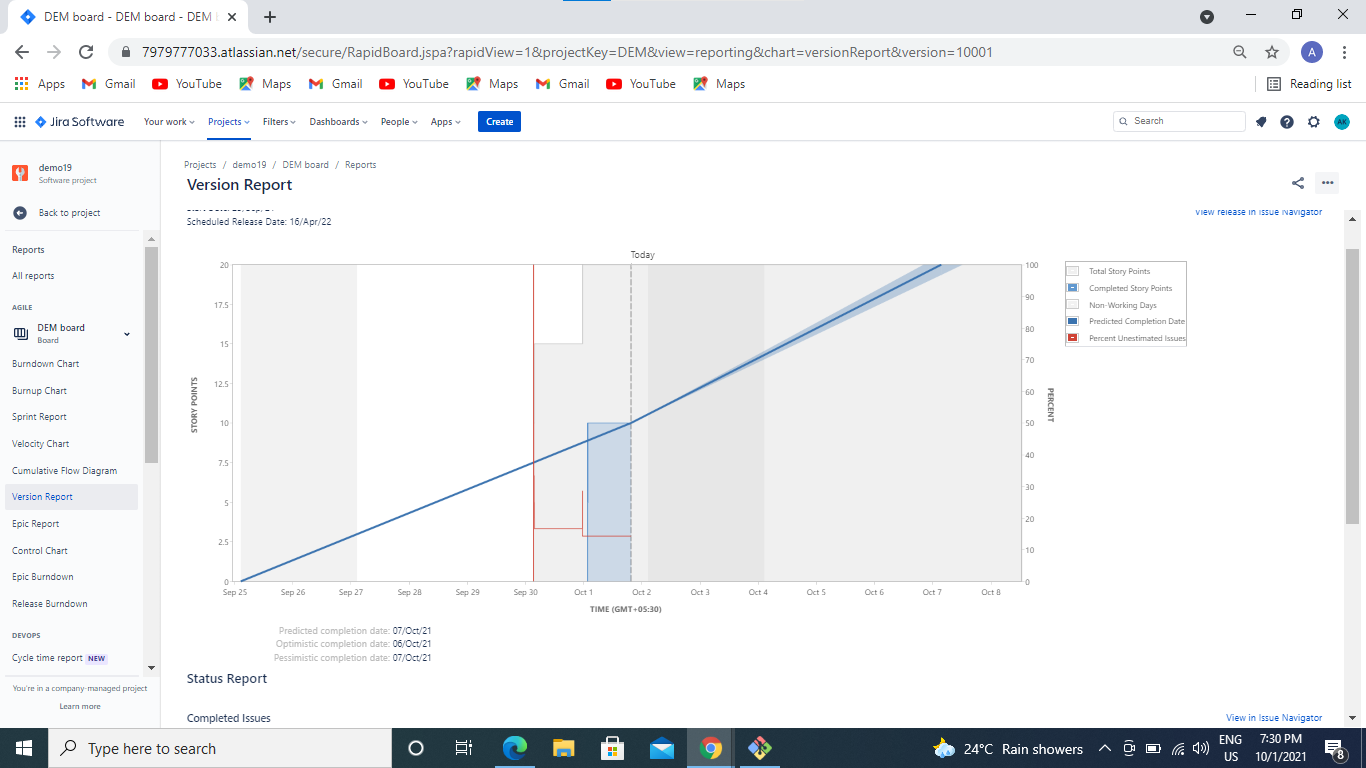 DEM board - DEM board - DEM
7979777033.atlassian.net/secure/RapidBoard.jspa?rapidView=1&projectKey=DEM&view=reporting&chart=versionReport&version=10001
A
Apps Gmail YouTube Maps Gmail YouTube Maps Gmail YouTube Maps Reading list
Jira Software Your work Projects Filters Dashboards People Apps Create Search AK
demo19
Software project
Back to project
Reports
All reports
AGILE
DEM board
Board
Burndown Chart
Burnup Chart
Sprint Report
Velocity Chart
Cumulative Flow Diagram
Version Report
Epic Report
Control Chart
Epic Burndown
Release Burndown
DEVOPS
Cycle time report NEW
You're in a company-managed project
Learn more
Projects / demo19 / DEM board / Reports
Version Report
View release in Issue Navigator
Scheduled Release Date: 16/Apr/22
Today
STORY POINTS
20
17.5
15
12.5
10
7.5
5
2.5
0
100
90
80
70
60
50
40
30
20
10
0
PERCENT
Sep 25 Sep 26 Sep 27 Sep 28 Sep 29 Sep 30 Oct 1 Oct 2 Oct 3 Oct 4 Oct 5 Oct 6 Oct 7 Oct 8
TIME (GMT+05:30)
Total Story Points
Completed Story Points
Non-Working Days
Predicted Completion Date
Percent Unestimated Issues
Predicted completion date: 07/Oct/21
Optimistic completion date: 06/Oct/21
Pessimistic completion date: 07/Oct/21
Status Report
Completed Issues View in Issue Navigator
Type here to search
24°C Rain showers
ENG
US
7:30 PM
10/1/2021
8